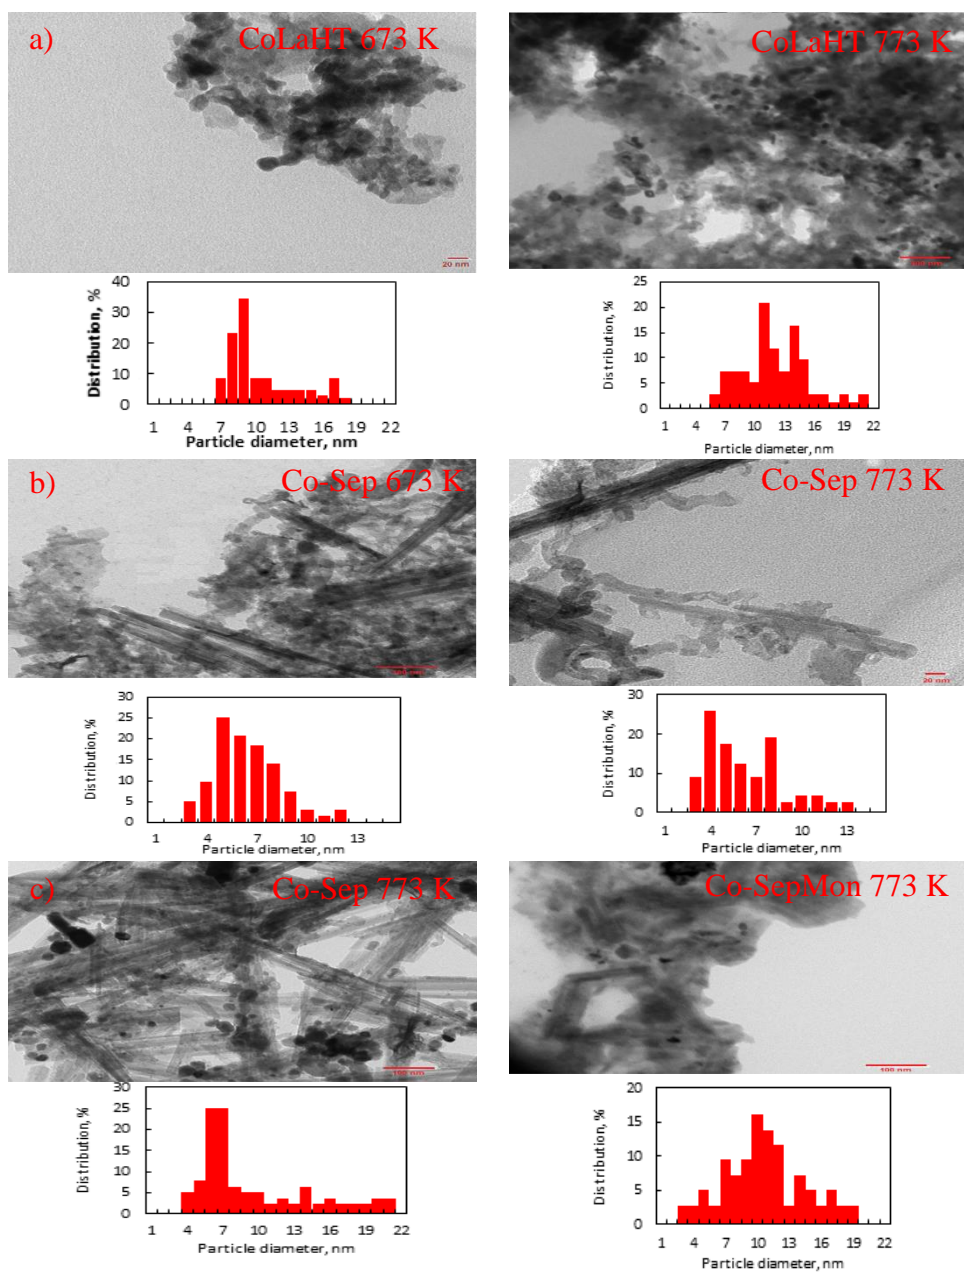 a)
CoLaHT 673 K
20 nm
CoLaHT 773 K
Distribution, %
40
30
20
10
0
1 4 7 10 13 16 19 22
Particle diameter, nm
Distribution, %
25
20
15
10
5
0
1 4 7 10 13 16 19 22
Particle diameter, nm
b)
Co-Sep 673 K
Co-Sep 773 K
20 nm
Distribution, %
30
25
20
15
10
5
0
1 4 7 10 13
Particle diameter, nm
Distribution, %
30
20
10
0
1 4 7 10 13
Particle diameter, nm
c)
Co-Sep 773 K
100 nm
Co-SepMon 773 K
100 nm
Distribution, %
30
25
20
15
10
5
0
1 4 7 10 13 16 19 22
Particle diameter, nm
Distribution, %
20
15
10
5
0
1 4 7 10 13 16 19 22
Particle diameter, nm